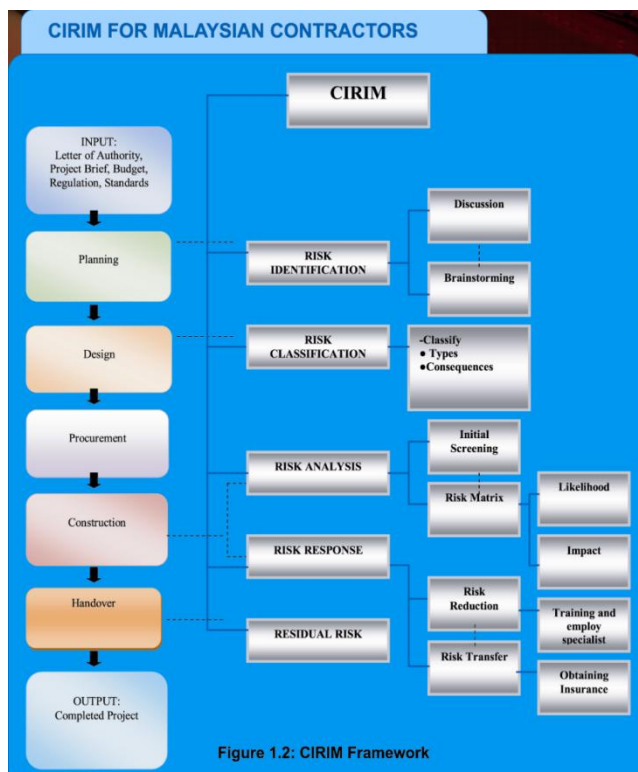 CIRIM FOR MALAYSIAN CONTRACTORS
CIRIM
INPUT:
Letter of Authority,
Project Brief, Budget,
Regulation, Standards
Planning
Design
Procurement
Construction
Handover
OUTPUT:
Completed Project
RISK
IDENTIFICATION
Discussion
Brainstorming
RISK
CLASSIFICATION
-Classify
● Types
●Consequences
RISK ANALYSIS
Initial
Screening
Risk Matrix
Likelihood
Impact
RISK RESPONSE
Risk
Reduction
Training and
employ
specialist
Risk Transfer
Obtaining
Insurance
RESIDUAL RISK
Figure 1.2: CIRIM Framework